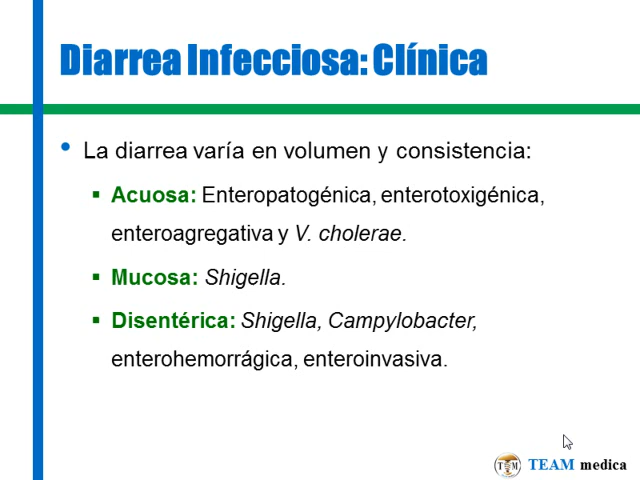 Diarrea Infecciosa: Clínica
• La diarrea varía en volumen y consistencia:
▪ Acuosa: Enteropatogénica, enterotoxigénica,
enteroagregativa y V. cholerae.
▪ Mucosa: Shigella.
▪ Disentérica: Shigella, Campylobacter,
enterohemorrágica, enteroinvasiva.
TEAM medica